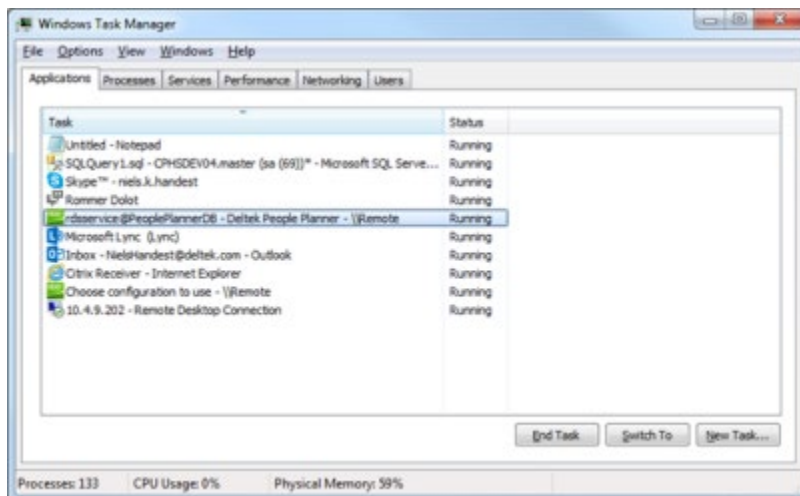 Windows Task Manager
File Options View Windows Help
Applications Processes Services Performance Networking Users
Task Status
Untitled - Notepad Running
SQLQuery1.sql - CPHSDEV04.master (sa (69))* - Microsoft SQL Serve... Running
Skype™ - niels.k.handest Running
Rommer Dolot Running
rdsservice@PeoplePlannerDB - Deltek People Planner - \\Remote Running
Microsoft Lync (Lync) Running
Inbox - NielsHandest@deltek.com - Outlook Running
Citrix Receiver - Internet Explorer Running
Choose configuration to use - \\Remote Running
10.4.9.202 - Remote Desktop Connection Running
End Task Switch To New Task...
Processes: 133 CPU Usage: 0% Physical Memory: 59%